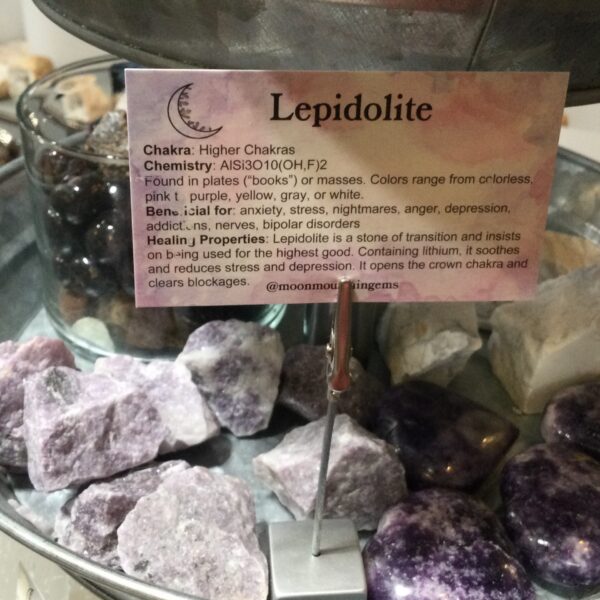 Lepidolite
Chakra: Higher Chakras
Chemistry: AlSi3O10(OH,F)2
Found in plates ("books") or masses. Colors range from colorless,
pink t purple, yellow, gray, or white.
Beneficial for: anxiety, stress, nightmares, anger, depression,
addictions, nerves, bipolar disorders
Healing Properties: Lepidolite is a stone of transition and insists
on being used for the highest good. Containing lithium, it soothes
and reduces stress and depression. It opens the crown chakra and
clears blockages. @moonmountaingems